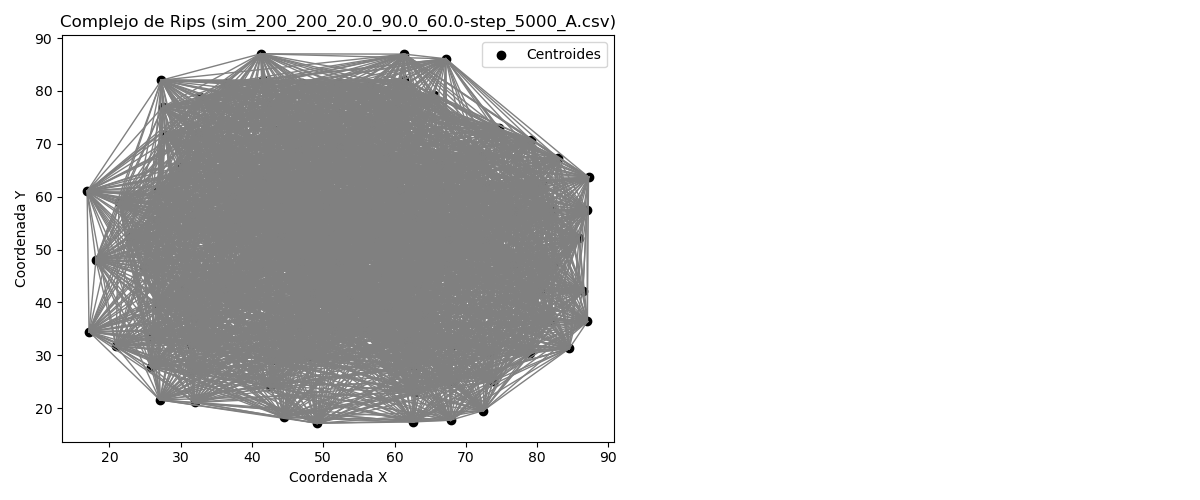 Complejo de Rips (sim_200_200_20.0_90.0_60.0-step_5000_A.csv)
Centroides
Coordenada Y
90
80
70
60
50
40
30
20
20 30 40 50 60 70 80 90
Coordenada X